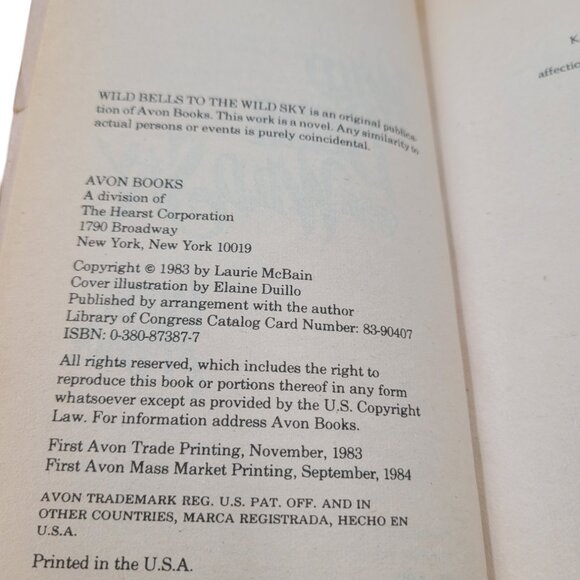 WILD BELLS TO THE WILD SKY is an original publica-
tion of Avon Books. This work is a novel. Any similarity to
actual persons or events is purely coincidental.
AVON BOOKS
A division of
The Hearst Corporation
1790 Broadway
New York, New York 10019
Copyright © 1983 by Laurie McBain
Cover illustration by Elaine Duillo
Published by arrangement with the author
Library of Congress Catalog Card Number: 83-90407
ISBN: 0-380-87387-7
All rights reserved, which includes the right to
reproduce this book or portions thereof in any form
whatsoever except as provided by the U.S. Copyright
Law. For information address Avon Books.
First Avon Trade Printing, November, 1983
First Avon Mass Market Printing, September, 1984
AVON TRADEMARK REG. U.S. PAT. OFF. AND IN
OTHER COUNTRIES, MARCA REGISTRADA, HECHO EN
U.S.A.
Printed in the U.S.A.
K
affectio